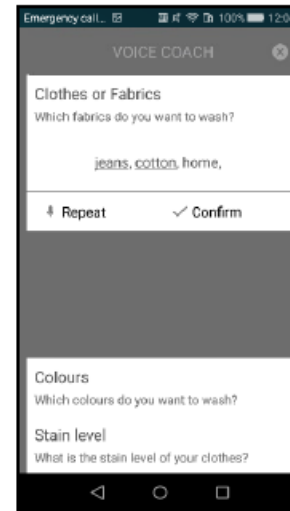 Emergency call... 100% 12:0
VOICE COACH
Clothes or Fabrics
Which fabrics do you want to wash?
jeans, cotton, home,
Repeat Confirm
Colours
Which colours do you want to wash?
Stain level
What is the stain level of your clothes?